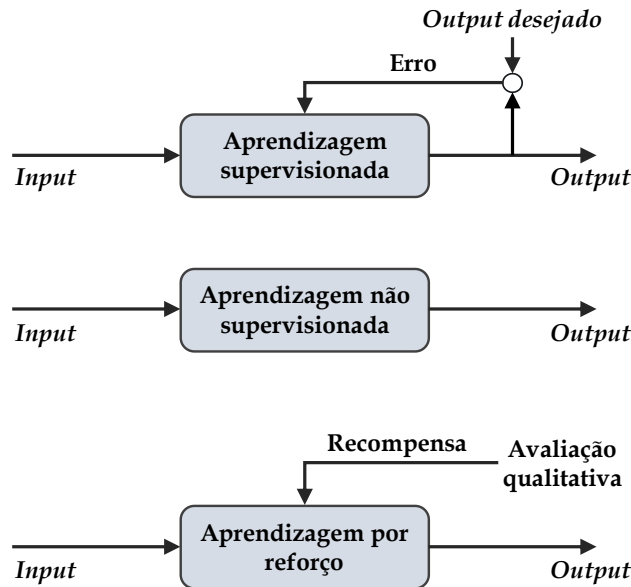 Output desejado
Erro
Aprendizagem
supervisionada
Input
Output
Aprendizagem não
supervisionada
Input
Output
Recompensa
Avaliação
qualitativa
Aprendizagem por
reforço
Input
Output